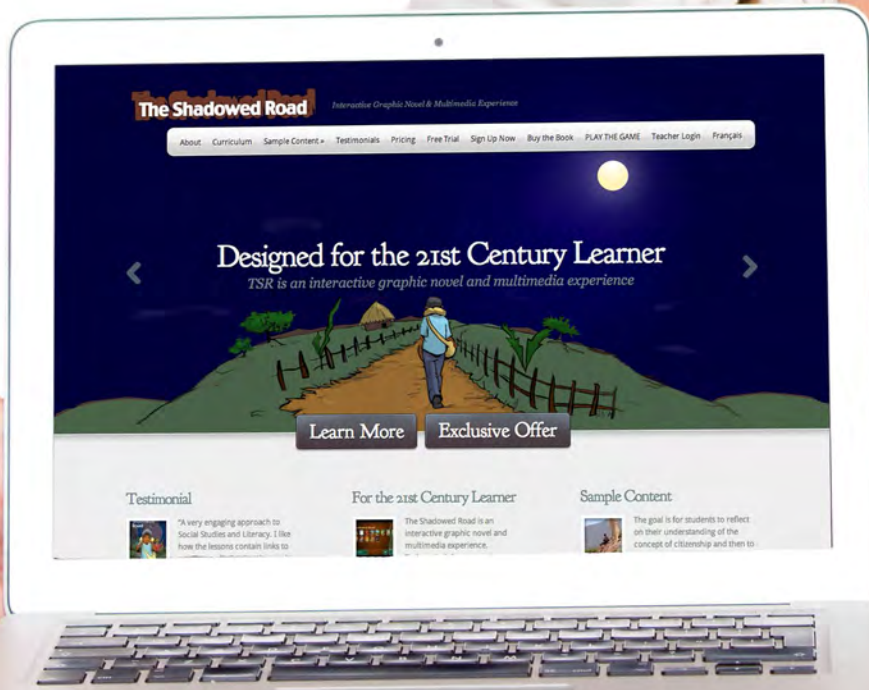 The Shadowed Road
Interactive Graphic Novel & Multimedia Experience
About Curriculum Sample Content » Testimonials Pricing Free Trial Sign Up Now Buy the Book PLAY THE GAME Teacher Login Français
Designed for the 21st Century Learner
TSR is an interactive graphic novel and multimedia experience
Learn More
Exclusive Offer
Testimonial
"A very engaging approach to
Social Studies and Literacy. I like
how the lessons contain links to
For the 21st Century Learner
The Shadowed Road is an
interactive graphic novel and
multimedia experience.
Sample Content
The goal is for students to reflect
on their understanding of the
concept of citizenship and then to